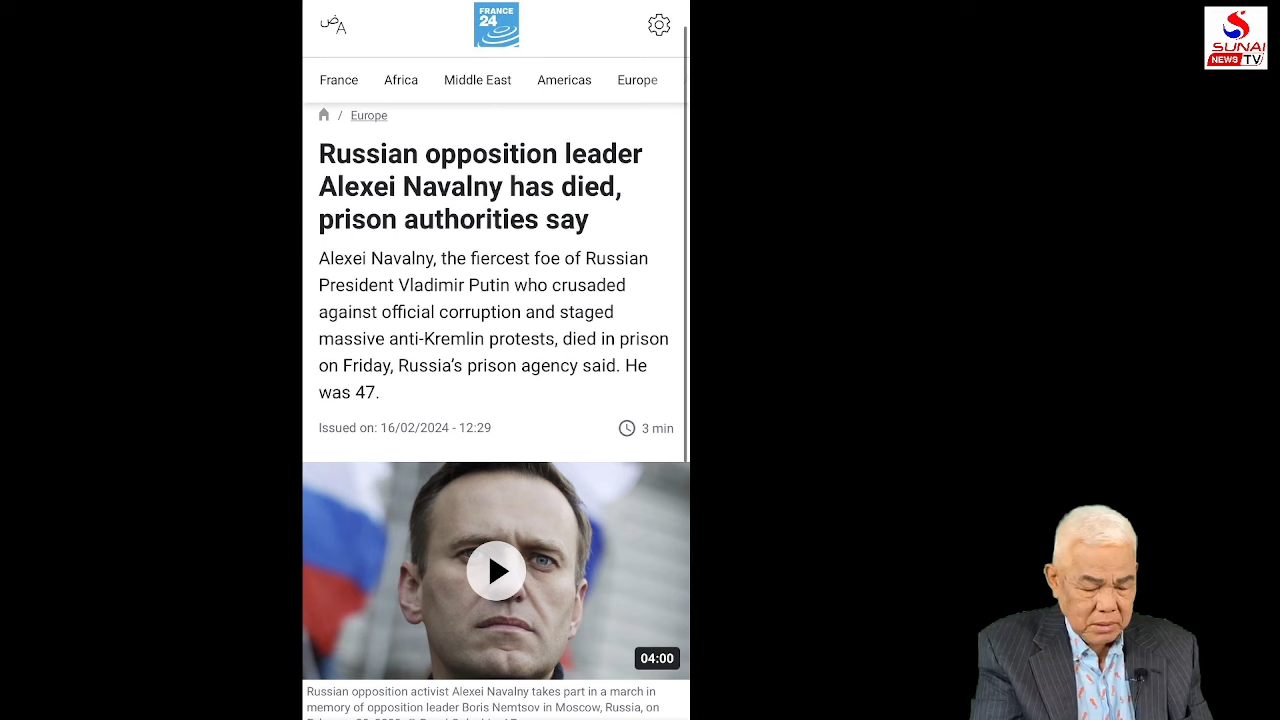 ضA
FRANCE
24
SUNAI
NEWS TV
France Africa Middle East Americas Europe
/ Europe
Russian opposition leader
Alexei Navalny has died,
prison authorities say
Alexei Navalny, the fiercest foe of Russian
President Vladimir Putin who crusaded
against official corruption and staged
massive anti-Kremlin protests, died in prison
on Friday, Russia’s prison agency said. He
was 47.
Issued on: 16/02/2024 - 12:29 3 min
04:00
Russian opposition activist Alexei Navalny takes part in a march in
memory of opposition leader Boris Nemtsov in Moscow, Russia, on